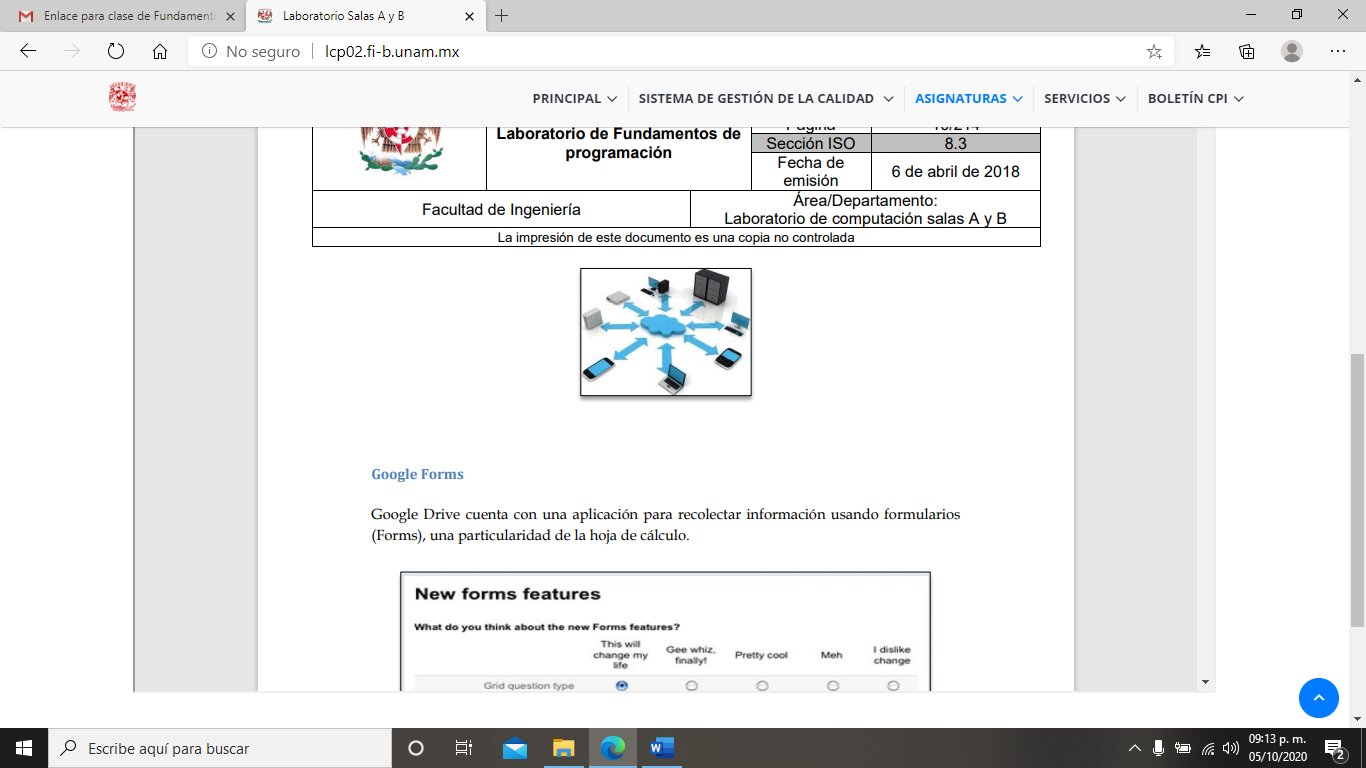 Enlace para clase de Fundament
Laboratorio Salas A y B
No seguro
lcp02.fi-b.unam.mx
PRINCIPAL
SISTEMA DE GESTIÓN DE LA CALIDAD
ASIGNATURAS
SERVICIOS
BOLETÍN CPI
Laboratorio de Fundamentos de
programación
Sección ISO
8.3
Fecha de
emisión
6 de abril de 2018
Facultad de Ingeniería
Área/Departamento:
Laboratorio de computación salas A y B
La impresión de este documento es una copia no controlada
Google Forms
Google Drive cuenta con una aplicación para recolectar información usando formularios
(Forms), una particularidad de la hoja de cálculo.
New forms features
What do you think about the new Forms features?
This will
change my
life
Gee whiz,
finally!
Pretty cool
Meh
I dislike
change
Grid question type
Escribe aquí para buscar
09:13 p. m.
05/10/2020
2